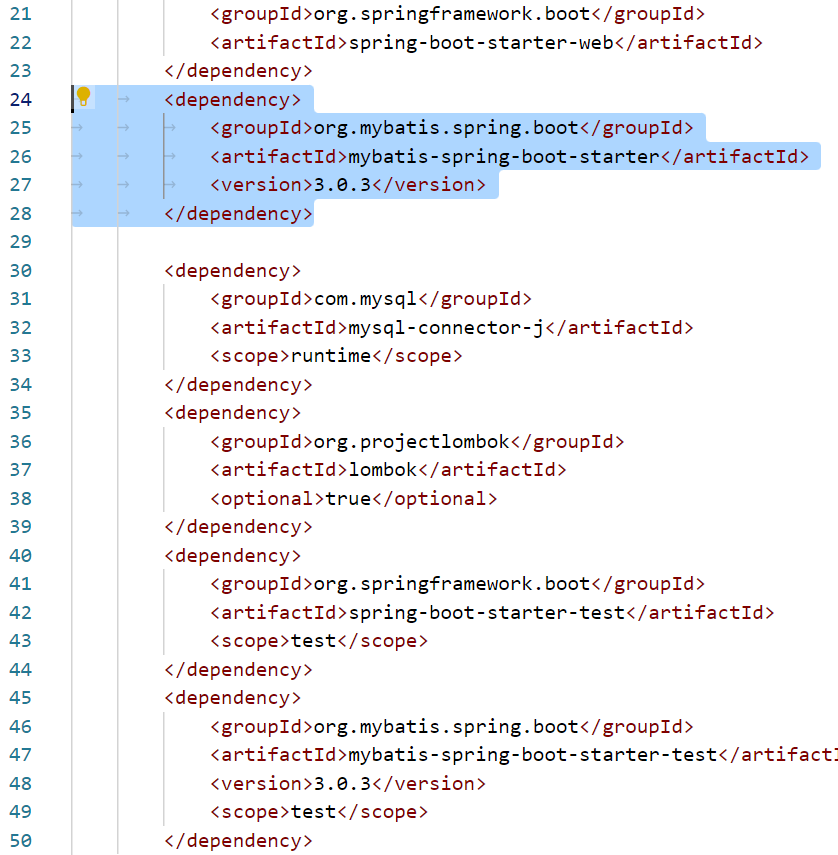 21 <groupId>org.springframework.boot</groupId>
22 <artifactId>spring-boot-starter-web</artifactId>
23 </dependency>
24 <dependency>
25 <groupId>org.mybatis.spring.boot</groupId>
26 <artifactId>mybatis-spring-boot-starter</artifactId>
27 <version>3.0.3</version>
28 </dependency>
29
30 <dependency>
31 <groupId>com.mysql</groupId>
32 <artifactId>mysql-connector-j</artifactId>
33 <scope>runtime</scope>
34 </dependency>
35 <dependency>
36 <groupId>org.projectlombok</groupId>
37 <artifactId>lombok</artifactId>
38 <optional>true</optional>
39 </dependency>
40 <dependency>
41 <groupId>org.springframework.boot</groupId>
42 <artifactId>spring-boot-starter-test</artifactId>
43 <scope>test</scope>
44 </dependency>
45 <dependency>
46 <groupId>org.mybatis.spring.boot</groupId>
47 <artifactId>mybatis-spring-boot-starter-test</artifact
48 <version>3.0.3</version>
49 <scope>test</scope>
50 </dependency>